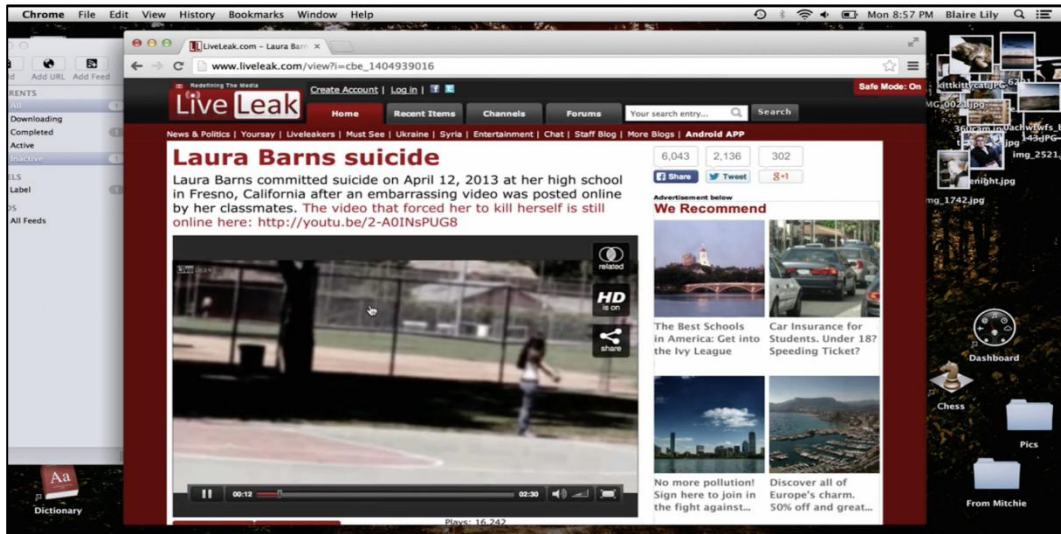 Chrome File Edit View History Bookmarks Window Help
Mon 8:57 PM Blaire Lily
LiveLeak.com – Laura Barn
www.liveleak.com/view?i=cbe_1404939016
Add URL Add Feed
All
Downloading
Completed
Active
Inactive
Label
All Feeds
Redefining The Media
LiveLeak
Create Account | Log in |
Safe Mode: On
Home Recent Items Channels Forums
Your search entry... Search
News & Politics | Yoursay | Liveleakers | Must See | Ukraine | Syria | Entertainment | Chat | Staff Blog | More Blogs | Android APP
Laura Barns suicide
Laura Barns committed suicide on April 12, 2013 at her high school
in Fresno, California after an embarrassing video was posted online
by her classmates. The video that forced her to kill herself is still
online here: http://youtu.be/2-A0INsPUG8
related
HD
is on
share
00:12 02:30
Plays: 16,242
6,043 2,136 302
Share Tweet +1
Advertisement below
We Recommend
The Best Schools
in America: Get into
the Ivy League
Car Insurance for
Students. Under 18?
Speeding Ticket?
No more pollution!
Sign here to join in
the fight against...
Discover all of
Europe's charm.
50% off and great...
img_2521.
mg_1742.jpg
Dashboard
Chess
Pics
From Mitchie
Aa
Dictionary